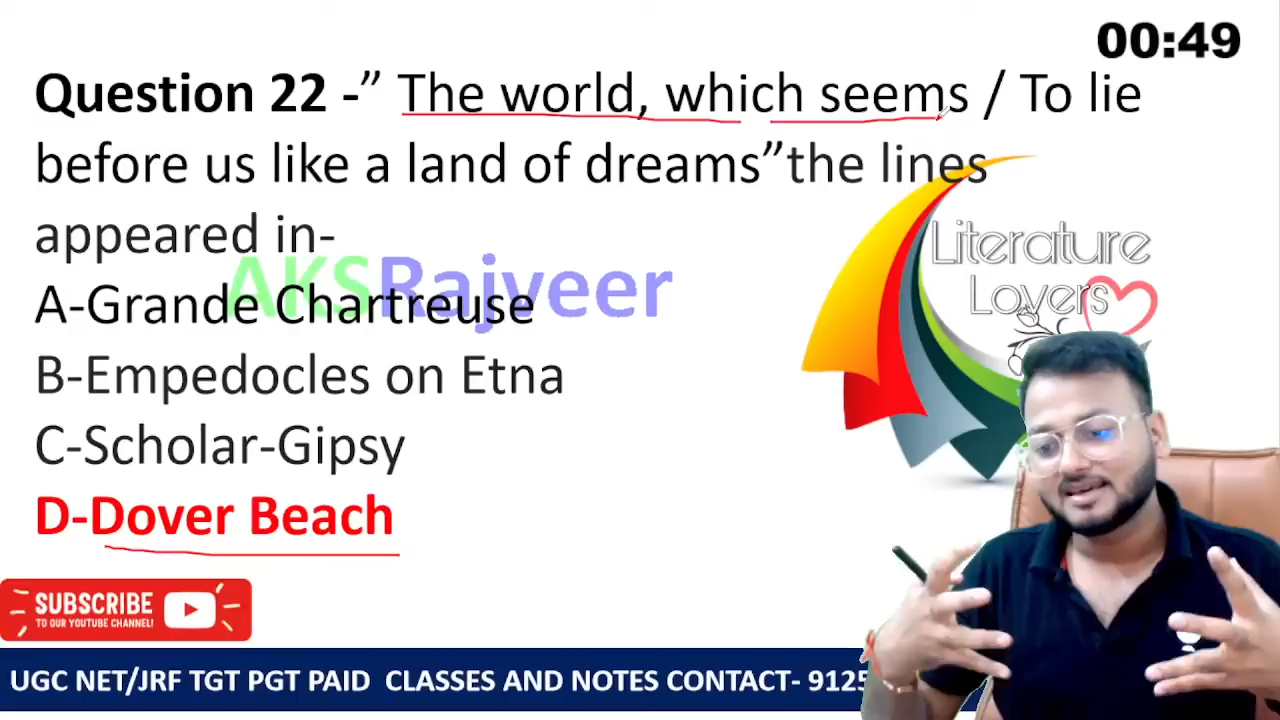 00:49
Question 22 -” The world, which seems / To lie
before us like a land of dreams”the lines
appeared in-
AKSRajveer
Literature
Lovers
A-Grande Chartreuse
B-Empedocles on Etna
C-Scholar-Gipsy
D-Dover Beach
SUBSCRIBE
TO OUR YOUTUBE CHANNEL!
UGC NET/JRF TGT PGT PAID CLASSES AND NOTES CONTACT- 9125